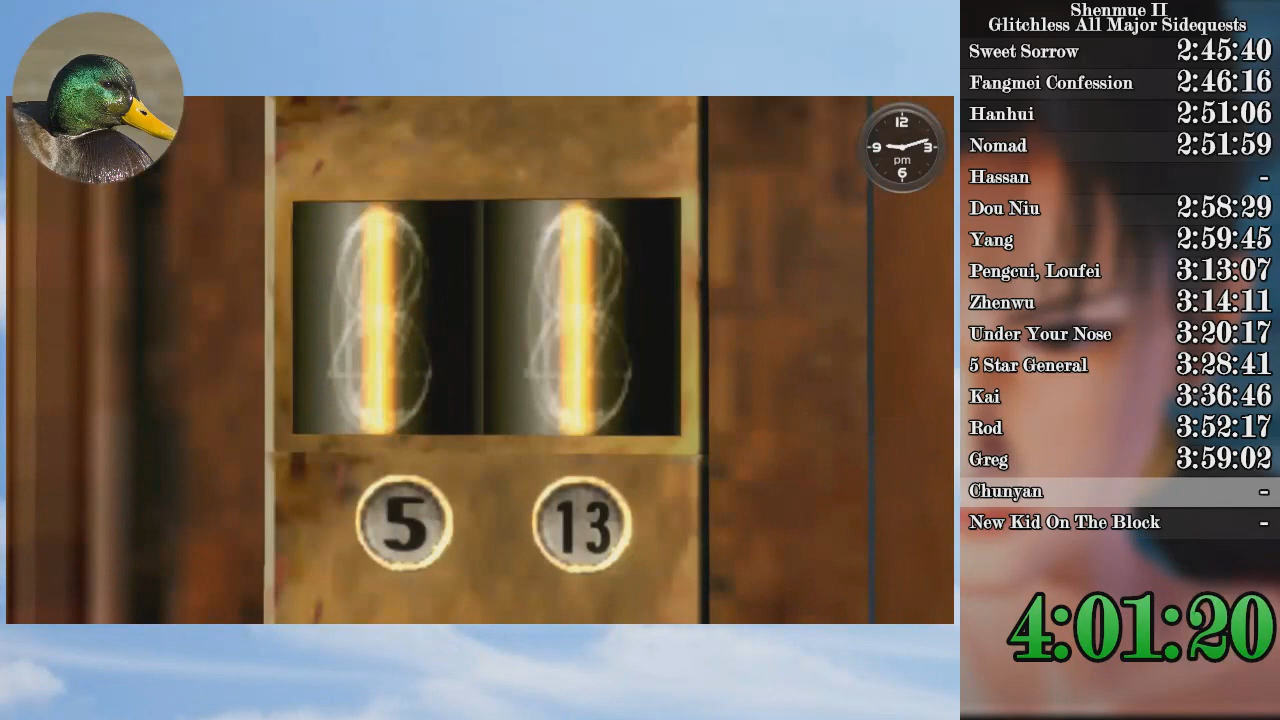 Shenmue II
Glitchless All Major Sidequests
Sweet Sorrow 2:45:40
Fangmei Confession 2:46:16
Hanhui 2:51:06
Nomad 2:51:59
Hassan -
Dou Niu 2:58:29
Yang 2:59:45
Pengcui, Loufei 3:13:07
Zhenwu 3:14:11
Under Your Nose 3:20:17
5 Star General 3:28:41
Kai 3:36:46
Rod 3:52:17
Greg 3:59:02
Chunyan -
New Kid On The Block -
4:01:20
12
9 3
pm
6
1 1
5 13